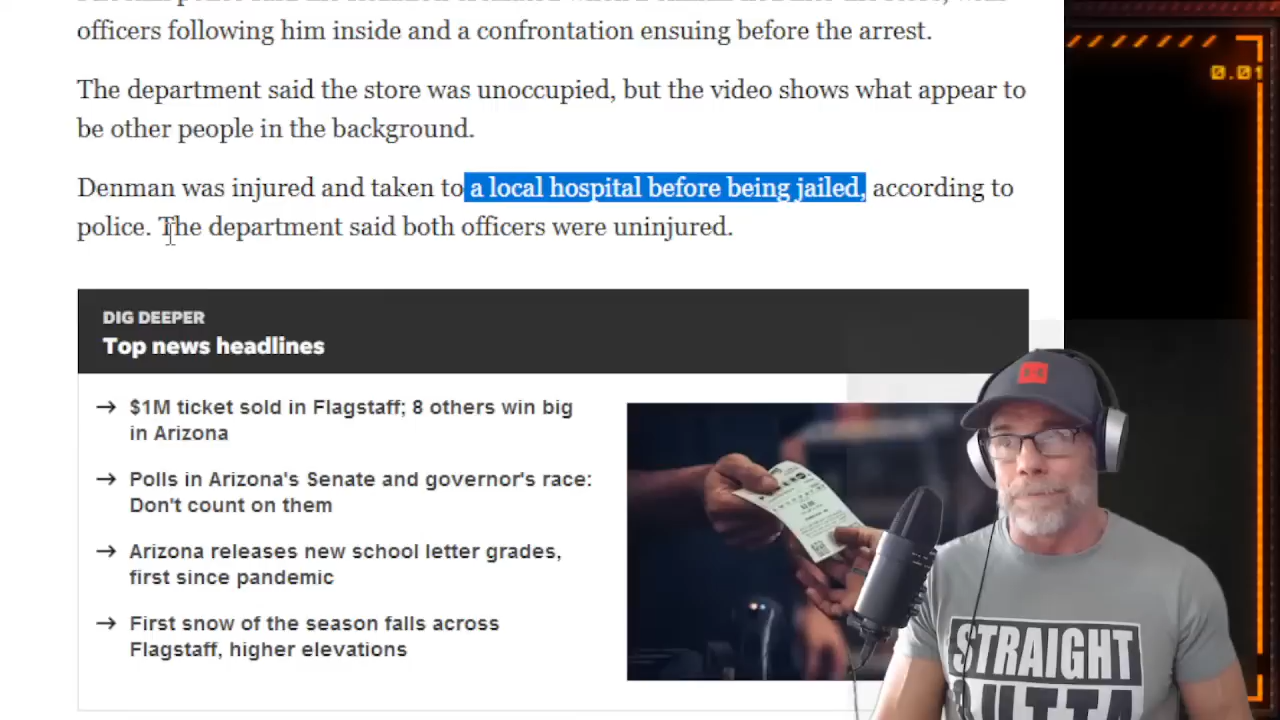 officers following him inside and a confrontation ensuing before the arrest.
The department said the store was unoccupied, but the video shows what appear to
be other people in the background.
Denman was injured and taken to a local hospital before being jailed, according to
police. The department said both officers were uninjured.
DIG DEEPER
Top news headlines
→ $1M ticket sold in Flagstaff; 8 others win big
in Arizona
→ Polls in Arizona's Senate and governor's race:
Don't count on them
→ Arizona releases new school letter grades,
first since pandemic
→ First snow of the season falls across
Flagstaff, higher elevations
0.01
STRAIGHT
OUTTA